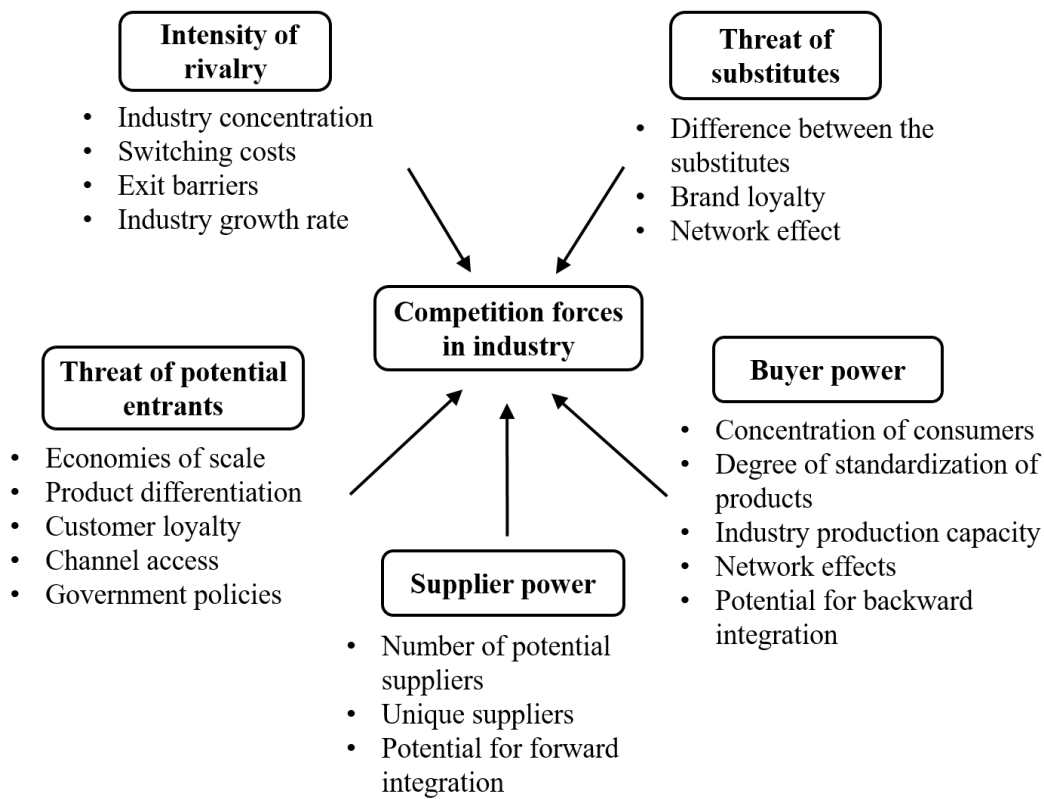 Intensity of
rivalry
• Industry concentration
• Switching costs
• Exit barriers
• Industry growth rate
Threat of
substitutes
• Difference between the
substitutes
• Brand loyalty
• Network effect
Competition forces
in industry
Threat of potential
entrants
• Economies of scale
• Product differentiation
• Customer loyalty
• Channel access
• Government policies
Supplier power
• Number of potential
suppliers
• Unique suppliers
• Potential for forward
integration
Buyer power
• Concentration of consumers
• Degree of standardization of
products
• Industry production capacity
• Network effects
• Potential for backward
integration